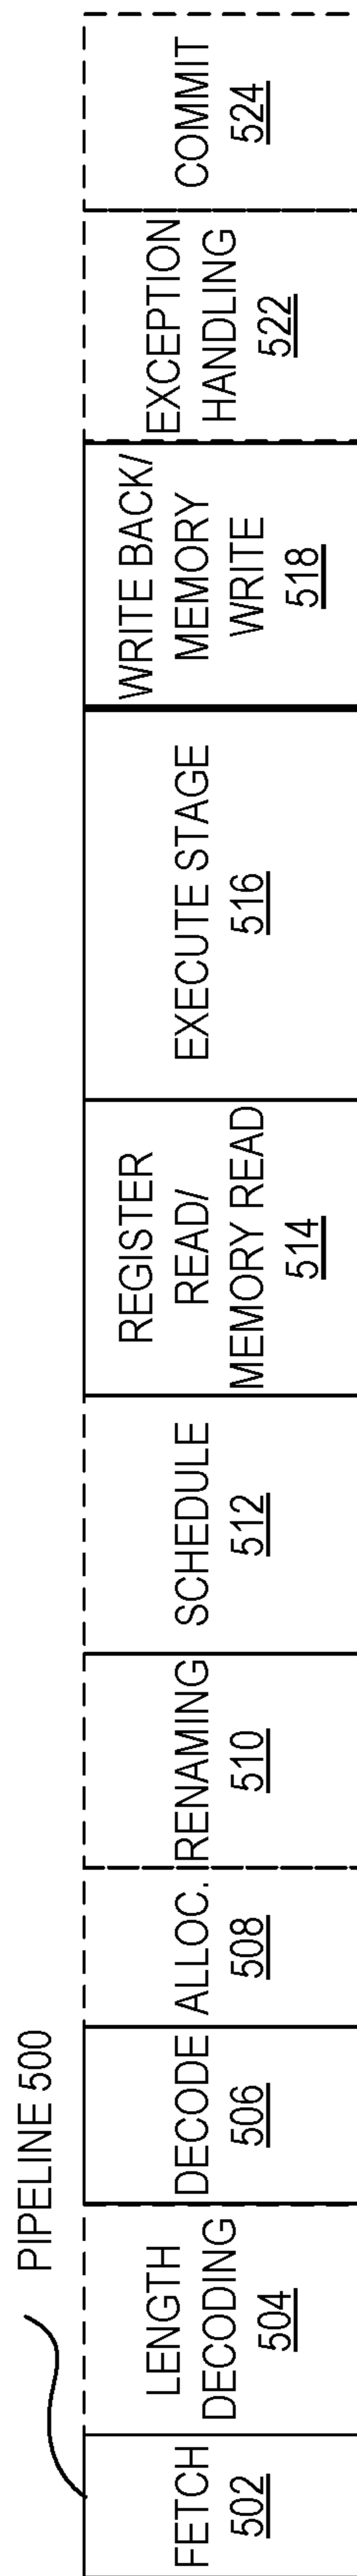 PIPELINE 500
FETCH
502
LENGTH
DECODING
504
DECODE
506
ALLOC.
508
RENAMING
510
SCHEDULE
512
REGISTER
READ/
MEMORY READ
514
EXECUTE STAGE
516
WRITE BACK/
MEMORY
WRITE
518
EXCEPTION
HANDLING
522
COMMIT
524